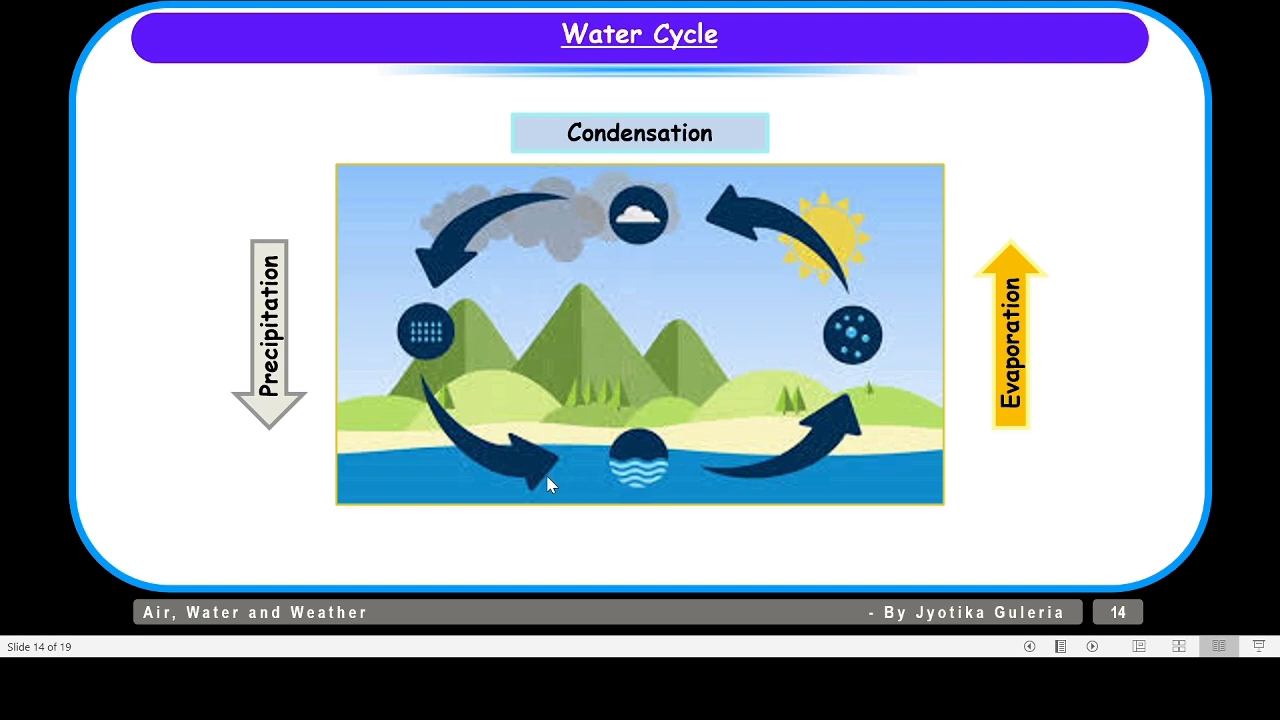 Water Cycle
Condensation
Precipitation
Evaporation
Air, Water and Weather
- By Jyotika Guleria
14
Slide 14 of 19